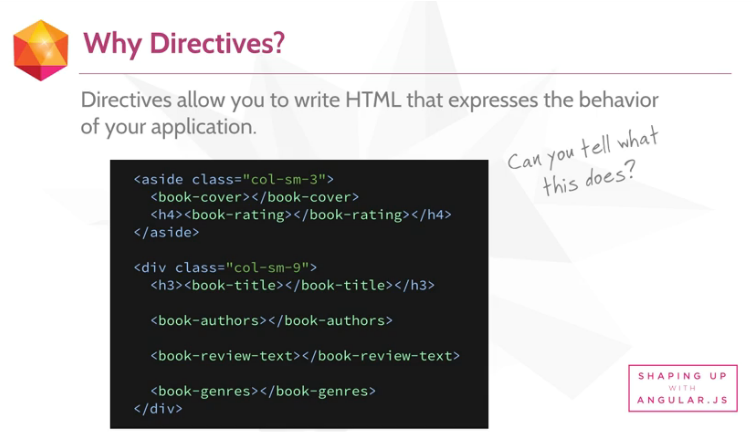 Why Directives?
Directives allow you to write HTML that expresses the behavior
of your application.
Can you tell what
this does?
<aside class="col-sm-3">
  <book-cover></book-cover>
  <h4><book-rating></book-rating></h4>
</aside>
<div class="col-sm-9">
  <h3><book-title></book-title></h3>
  <book-authors></book-authors>
  <book-review-text></book-review-text>
  <book-genres></book-genres>
</div>
SHAPING UP
WITH
ANGULAR.JS